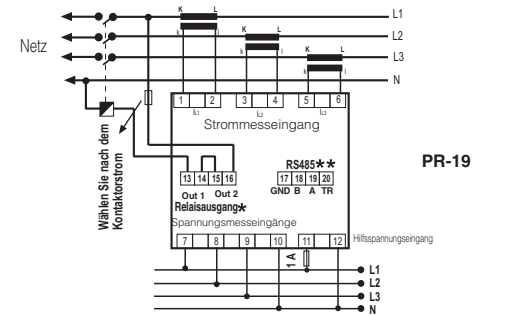 K L L1
K L L2
Netz
K L L3
k l
k l
k l
N
1 2 3 4 5 6
IL1 IL2 IL3
Strommesseingang
Wählen Sie nach dem
Kontaktorstrom
RS485**
PR-19
13 14 15 16
17 18 19 20
Out 1 Out 2
GND B A TR
Relaisausgang*
Spannungsmesseingänge
Hilfsspannungseingang
7 8 9 10 11 12
1 A
L1
L2
L3
N